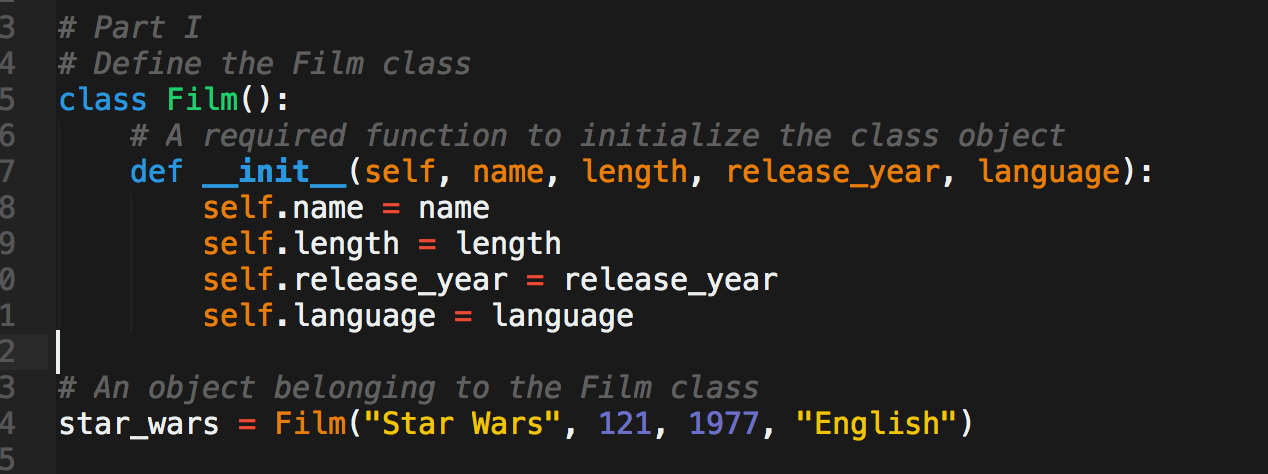 3 # Part I
4 # Define the Film class
5 class Film():
6     # A required function to initialize the class object
7     def __init__(self, name, length, release_year, language):
8         self.name = name
9         self.length = length
0         self.release_year = release_year
1         self.language = language
2
3 # An object belonging to the Film class
4 star_wars = Film("Star Wars", 121, 1977, "English")
5